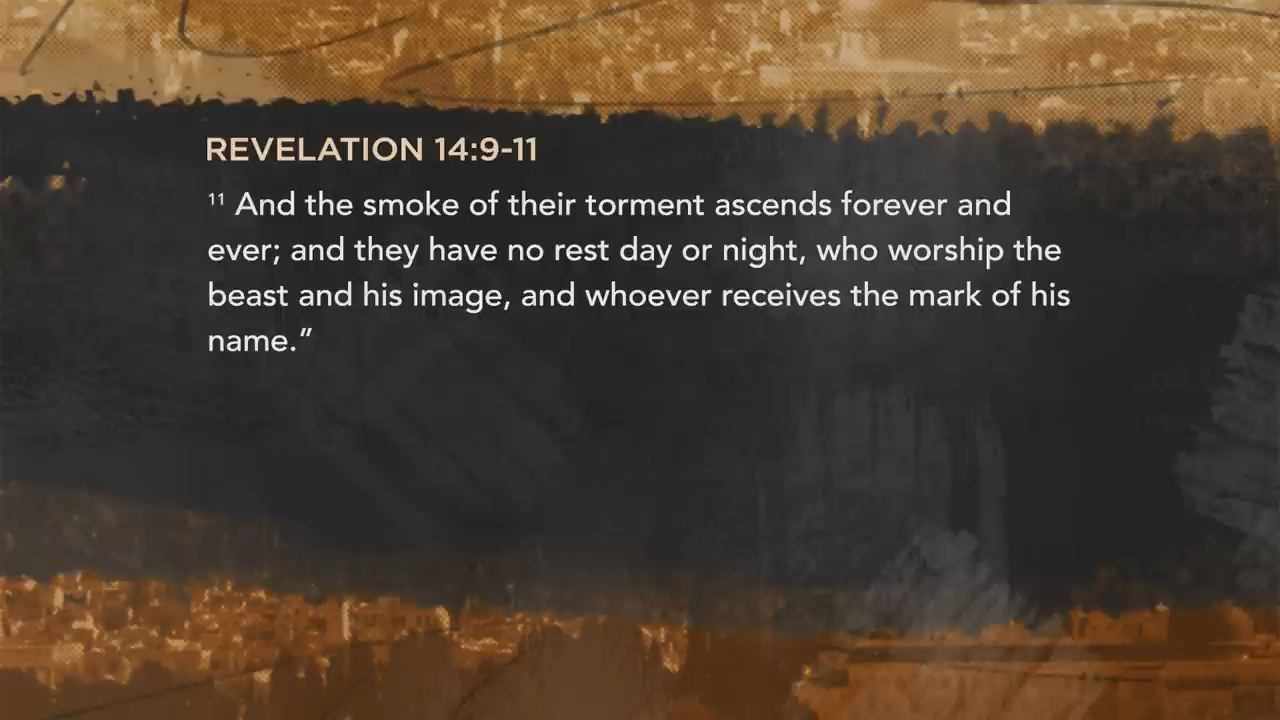 REVELATION 14:9-11
¹¹ And the smoke of their torment ascends forever and
ever; and they have no rest day or night, who worship the
beast and his image, and whoever receives the mark of his
name.”